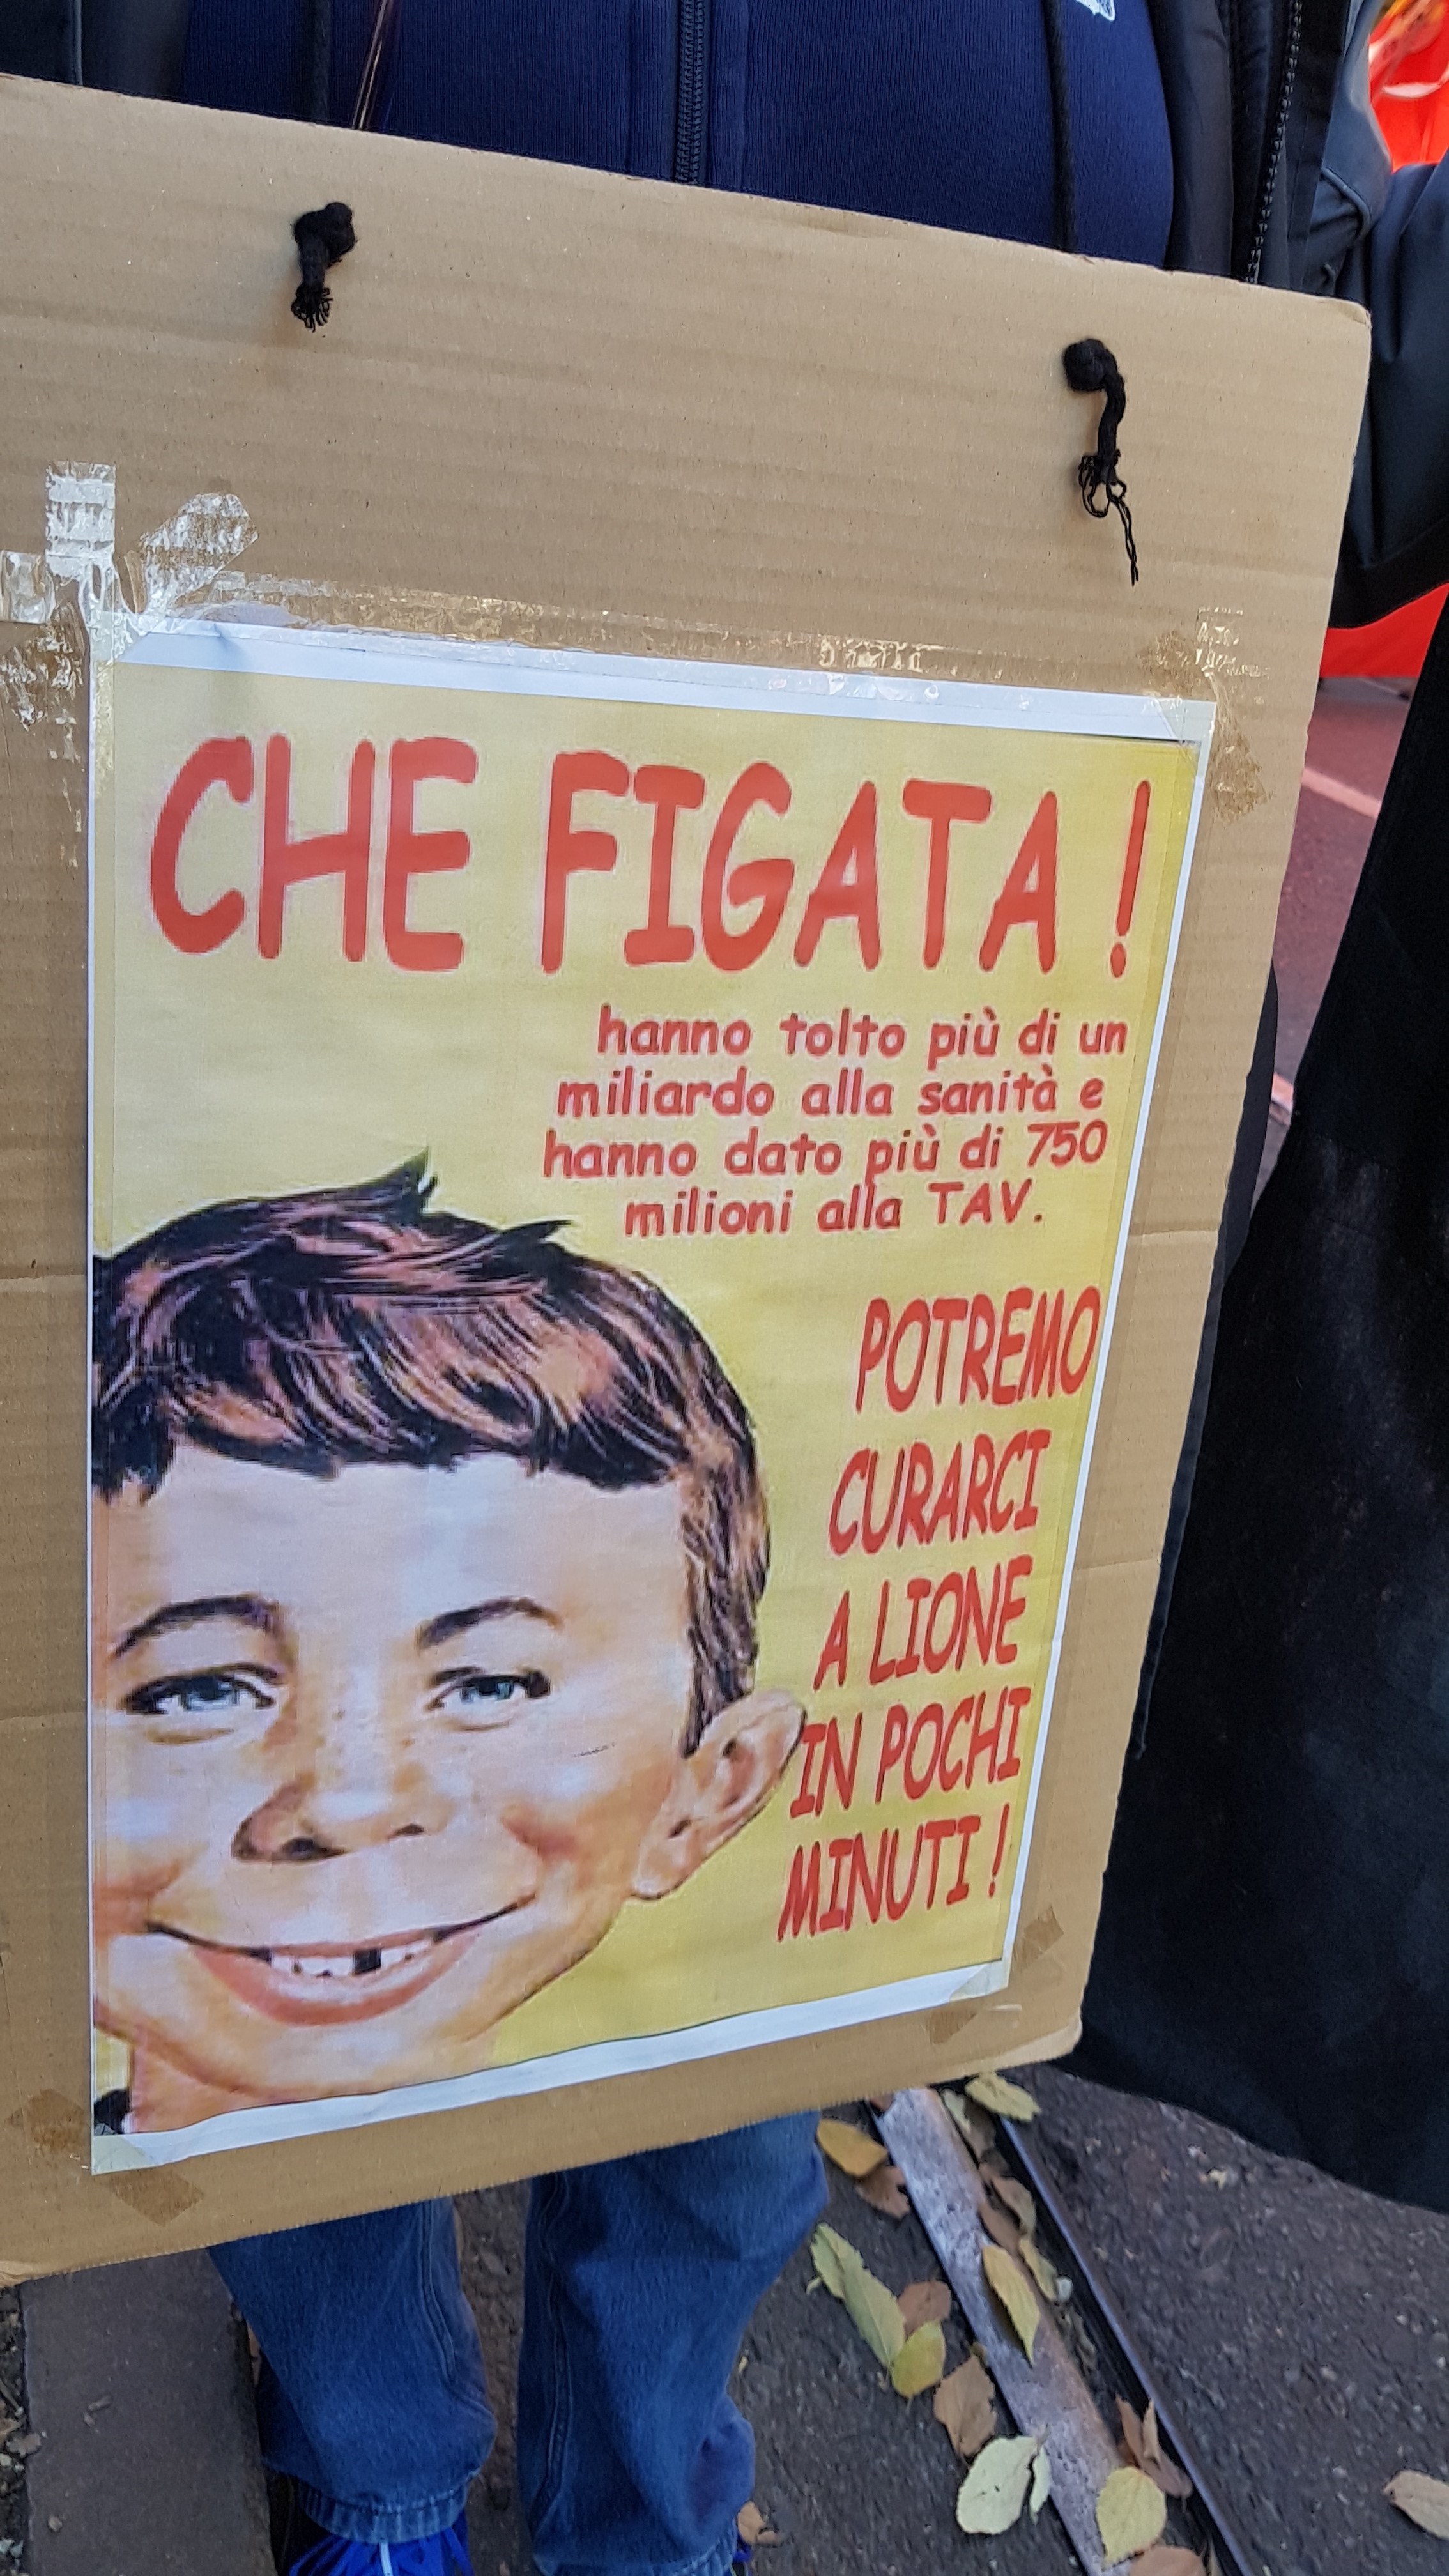 CHE FIGATA !
hanno tolto più di un
miliardo alla sanità e
hanno dato più di 750
milioni alla TAV.
POTREMO
CURARCI
A LIONE
IN POCHI
MINUTI !